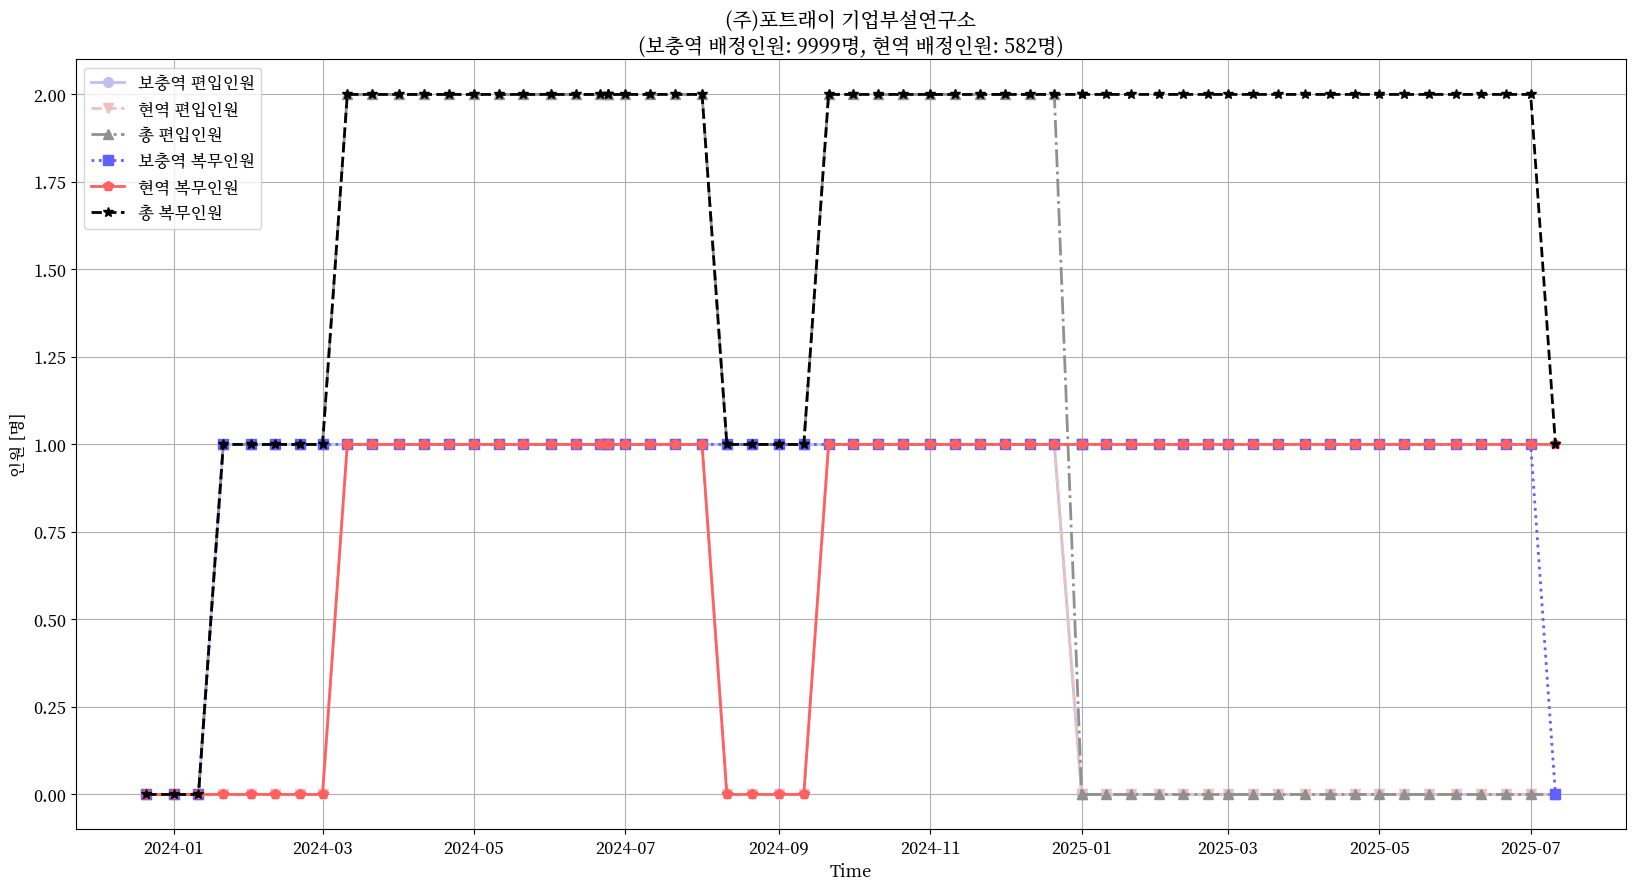 (주)포트래이 기업부설연구소
(보충역 배정인원: 9999명, 현역 배정인원: 582명)
보충역 편입인원
현역 편입인원
총 편입인원
보충역 복무인원
현역 복무인원
총 복무인원
2.00
1.75
1.50
1.25
1.00
0.75
0.50
0.25
0.00
인원 [명]
2024-01
2024-03
2024-05
2024-07
2024-09
2024-11
2025-01
2025-03
2025-05
2025-07
Time